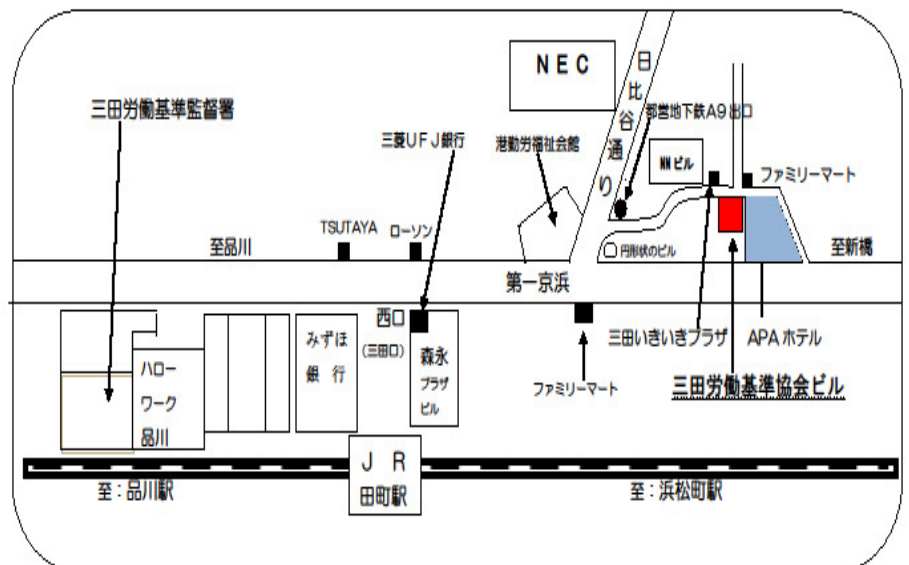 NEC
日比谷通り
三田労働基準監督署
都営地下鉄A9出口
三菱UFJ銀行
港勤労福祉会館
NNビル
ファミリーマート
TSUTAYA
ローソン
至品川
円形状のビル
至新橋
第一京浜
西口
(三田口)
みずほ
銀行
森永
プラザ
ビル
三田いきいきプラザ
APAホテル
ハロー
ワーク
品川
ファミリーマート
三田労働基準協会ビル
JR
田町駅
至:品川駅
至:浜松町駅